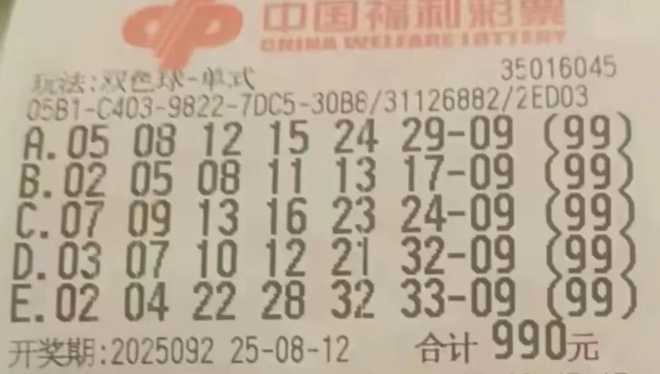 中国福利彩票
CHINA WELFARE LOTTERY
玩法:双色球-单式 35016045
05B1-C403-9822-7DC5-30B8/31126882/2ED03
A.05 08 12 15 24 29-09 (99)
B.02 05 08 11 13 17-09 (99)
C.07 09 13 16 23 24-09 (99)
D.03 07 10 12 21 32-09 (99)
E.02 04 22 28 32 33-09 (99)
开奖期:2025092 25-08-12 合计 990元